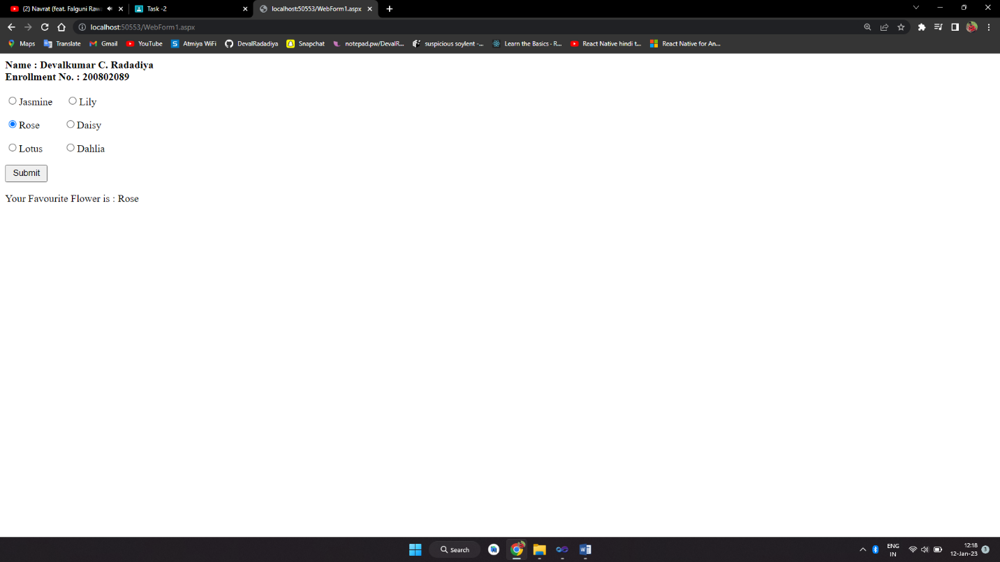 (2) Navrat (feat. Falguni Rawa
Task -2
localhost:50553/WebForm1.aspx
localhost:50553/WebForm1.aspx
Maps
Translate
Gmail
YouTube
S Atmiya WiFi
DevalRadadiya
Snapchat
notepad.pw/DevalR...
suspicious soylent -...
Learn the Basics · R...
React Native hindi t...
React Native for An...
Name : Devalkumar C. Radadiya
Enrollment No. : 200802089
Jasmine Lily
Rose Daisy
Lotus Dahlia
Submit
Your Favourite Flower is : Rose
Search
W
ENG
IN
12:18
12-Jan-23
3